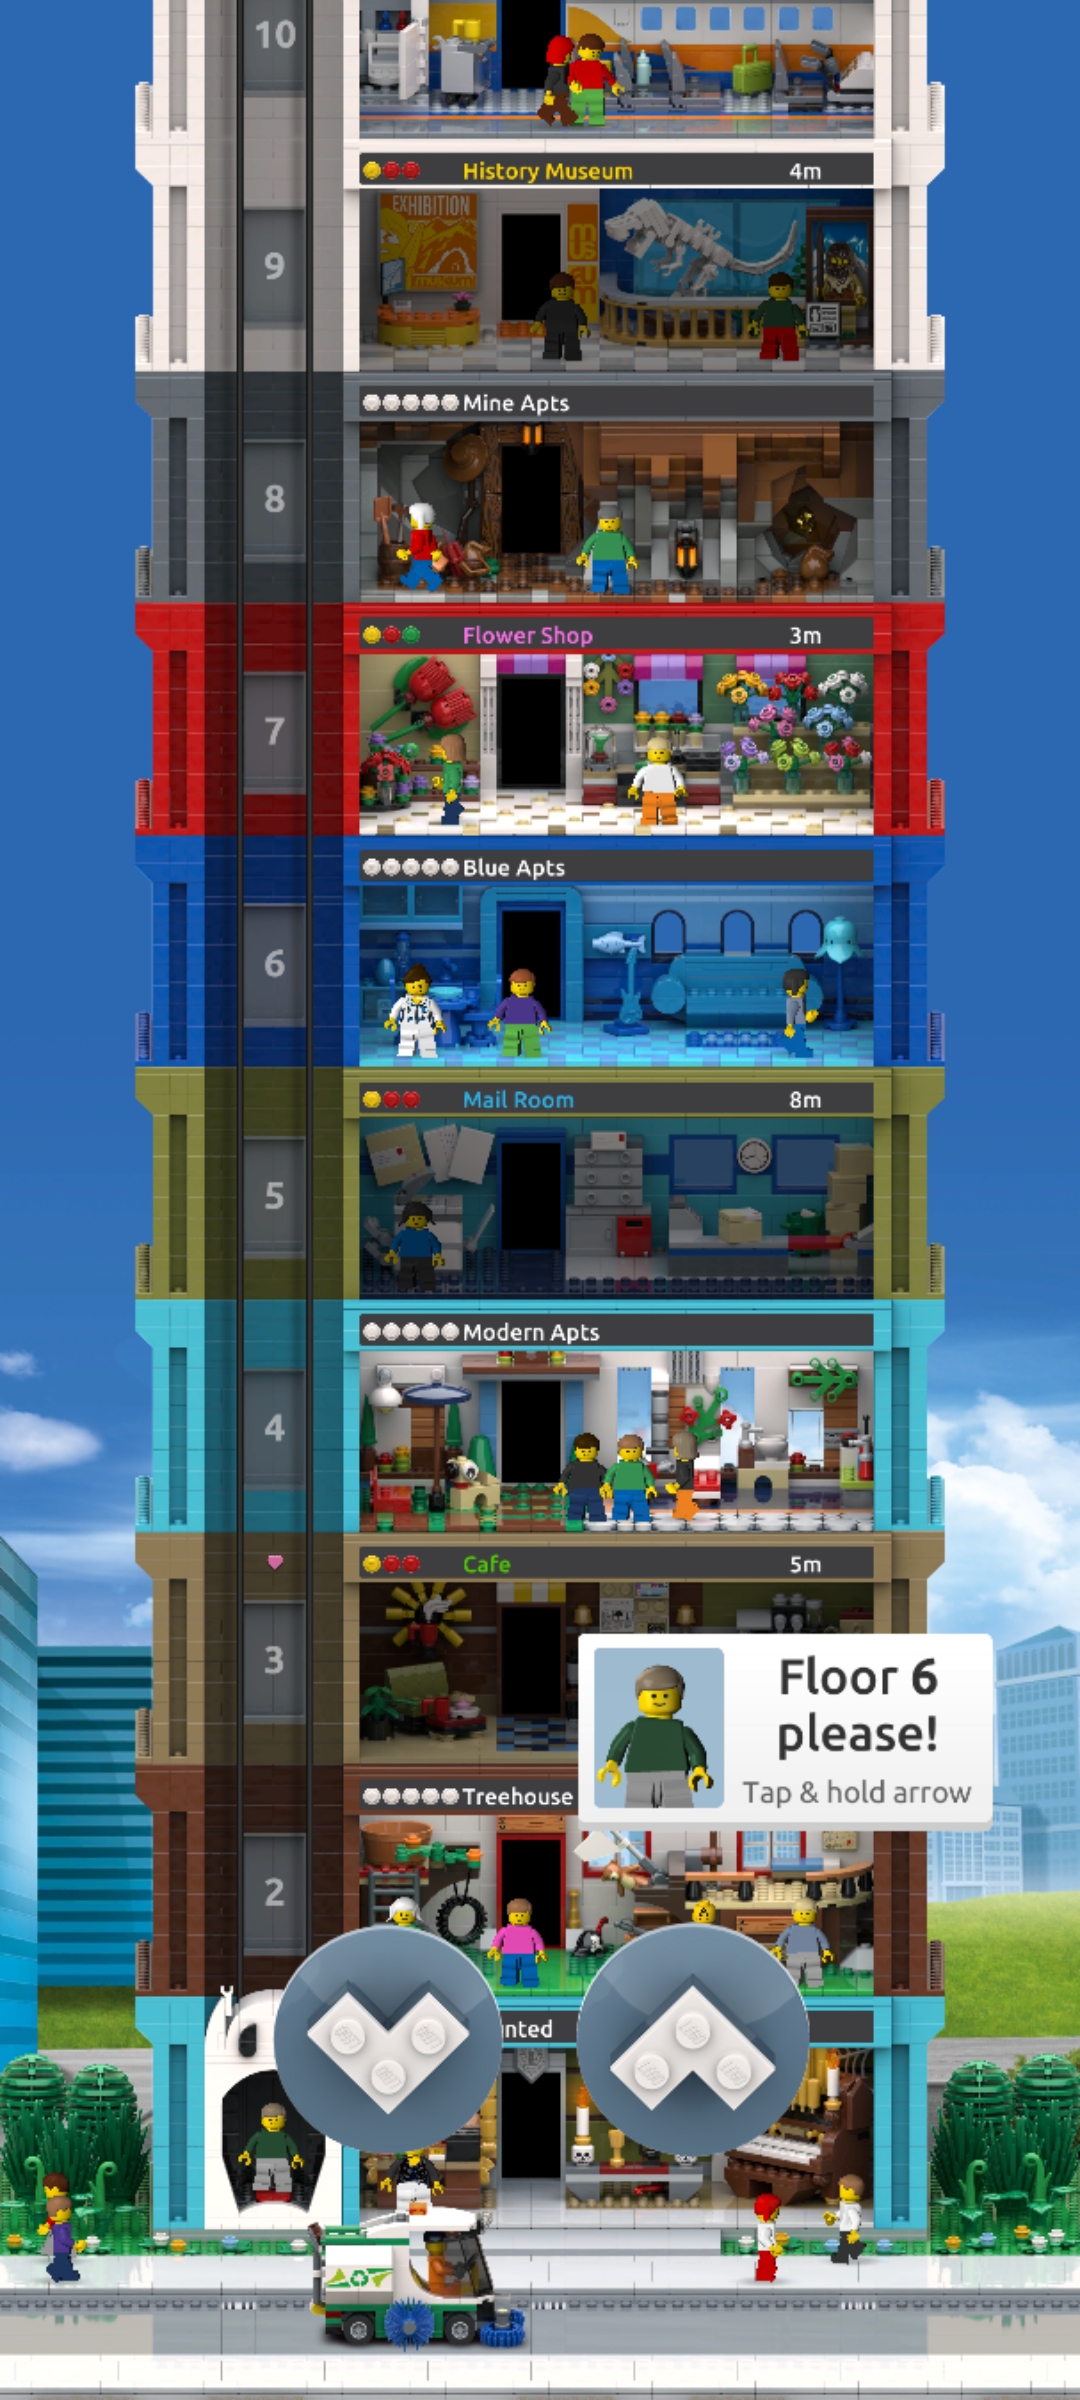 10
History Museum 4m
EXHIBITION
museum!
9
Mine Apts
8
Flower Shop 3m
7
Blue Apts
6
Mail Room 8m
5
Modern Apts
4
Cafe 5m
3
Floor 6
please!
Tap & hold arrow
Treehouse
2
nted